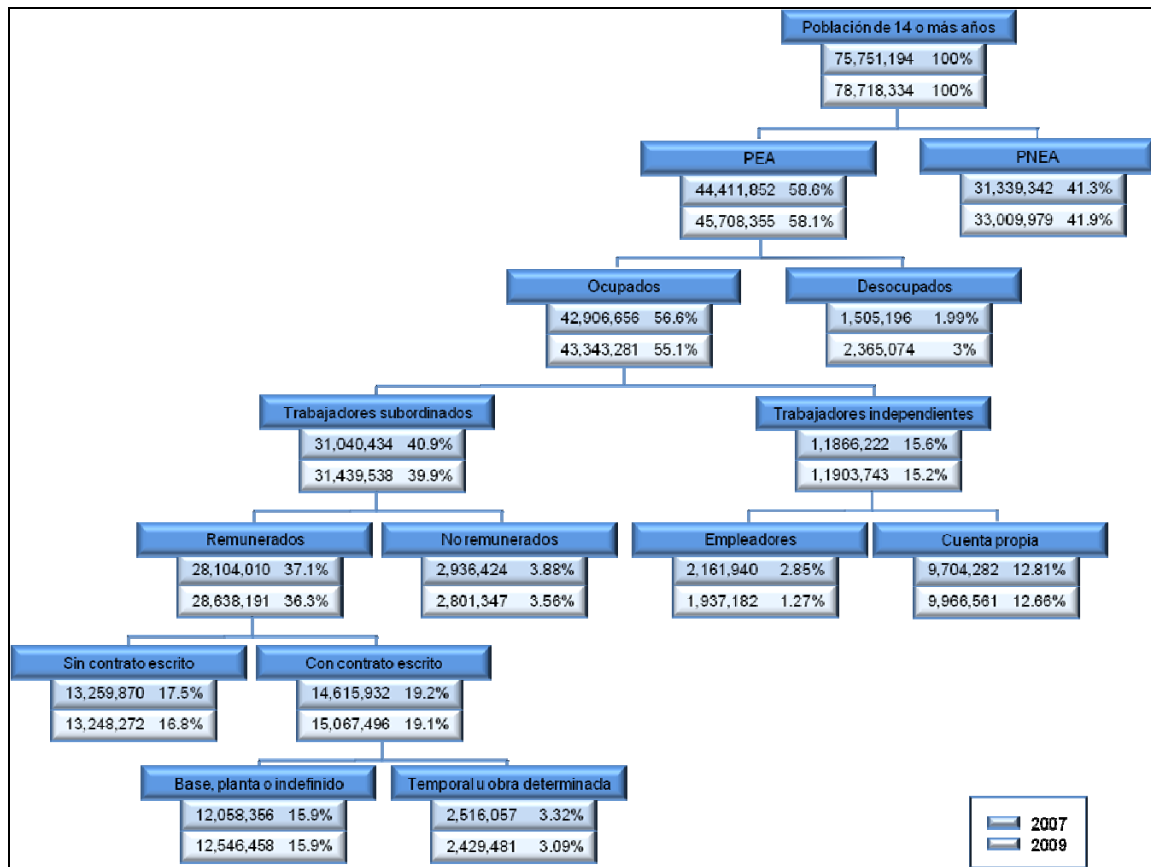 Población de 14 o más años
75,751,194 100%
78,718,334 100%
PEA
44,411,852 58.6%
45,708,355 58.1%
PNEA
31,339,342 41.3%
33,009,979 41.9%
Ocupados
42,906,656 56.6%
43,343,281 55.1%
Desocupados
1,505,196 1.99%
2,365,074 3%
Trabajadores subordinados
31,040,434 40.9%
31,439,538 39.9%
Trabajadores independientes
1,1866,222 15.6%
1,1903,743 15.2%
Remunerados
28,104,010 37.1%
28,638,191 36.3%
No remunerados
2,936,424 3.88%
2,801,347 3.56%
Empleadores
2,161,940 2.85%
1,937,182 1.27%
Cuenta propia
9,704,282 12.81%
9,966,561 12.66%
Sin contrato escrito
13,259,870 17.5%
13,248,272 16.8%
Con contrato escrito
14,615,932 19.2%
15,067,496 19.1%
Base, planta o indefinido
12,058,356 15.9%
12,546,458 15.9%
Temporal u obra determinada
2,516,057 3.32%
2,429,481 3.09%
2007
2009